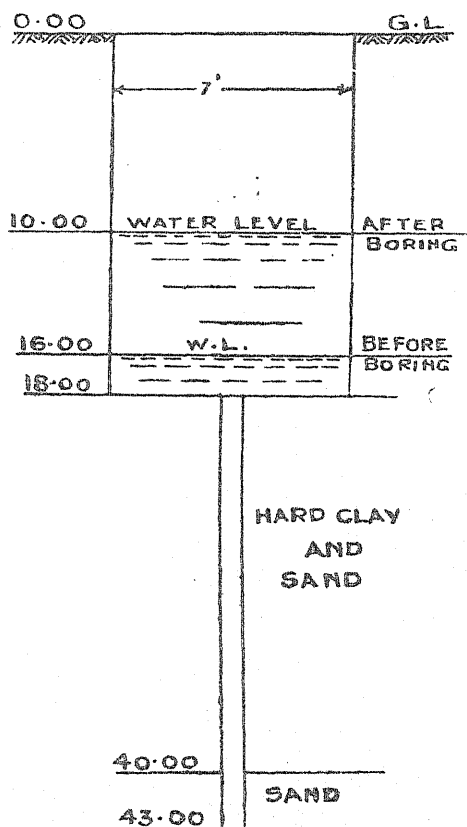 0.00 G.L
7'
10.00 WATER LEVEL AFTER
BORING
16.00 W.L. BEFORE
BORING
18.00
HARD CLAY
AND
SAND
40.00
SAND
43.00